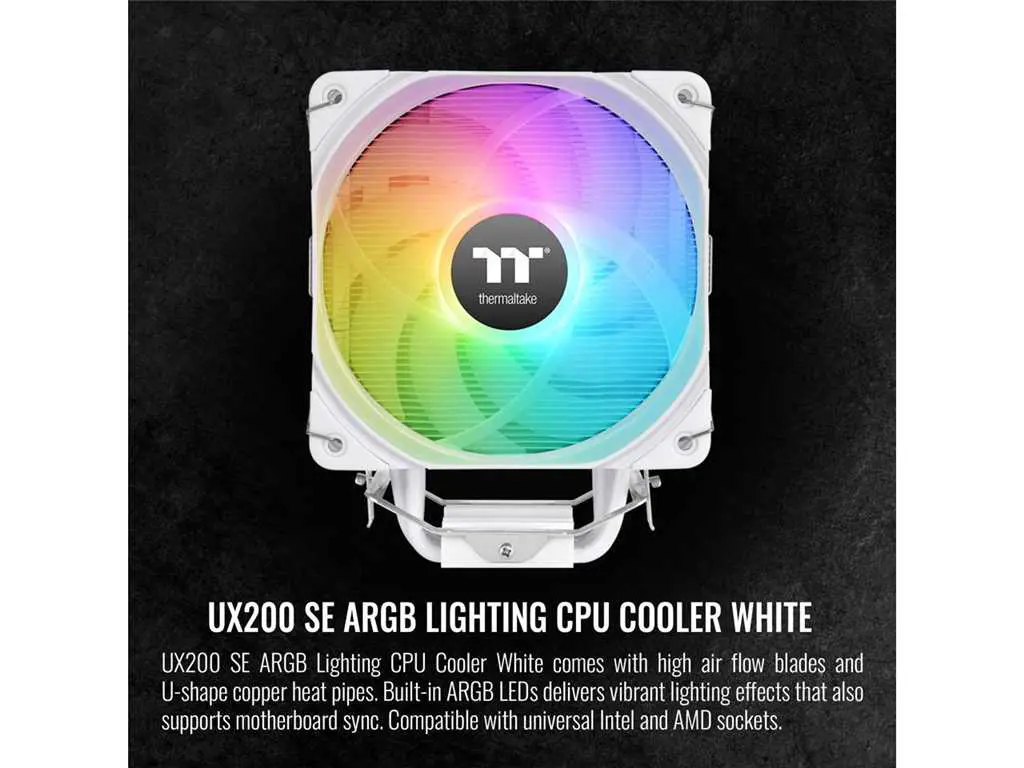 thermaltake
UX200 SE ARGB LIGHTING CPU COOLER WHITE
UX200 SE ARGB Lighting CPU Cooler White comes with high air flow blades and
U-shape copper heat pipes. Built-in ARGB LEDs delivers vibrant lighting effects that also
supports motherboard sync. Compatible with universal Intel and AMD sockets.